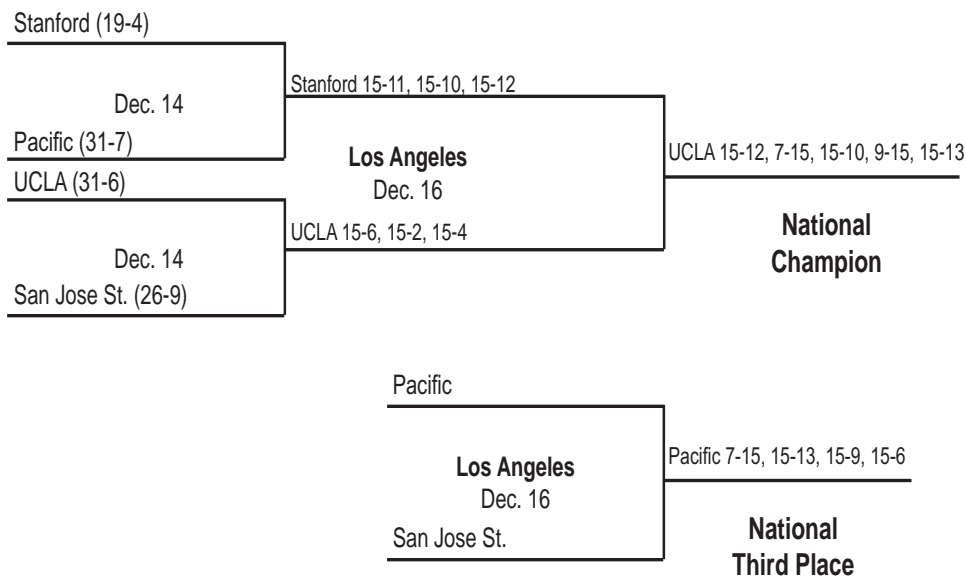 Stanford (19-4)
Stanford 15-11, 15-10, 15-12
Dec. 14
Pacific (31-7)
Los Angeles
Dec. 16
UCLA 15-12, 7-15, 15-10, 9-15, 15-13
UCLA (31-6)
UCLA 15-6, 15-2, 15-4
National
Champion
Dec. 14
San Jose St. (26-9)
Pacific
Los Angeles
Dec. 16
Pacific 7-15, 15-13, 15-9, 15-6
San Jose St.
National
Third Place